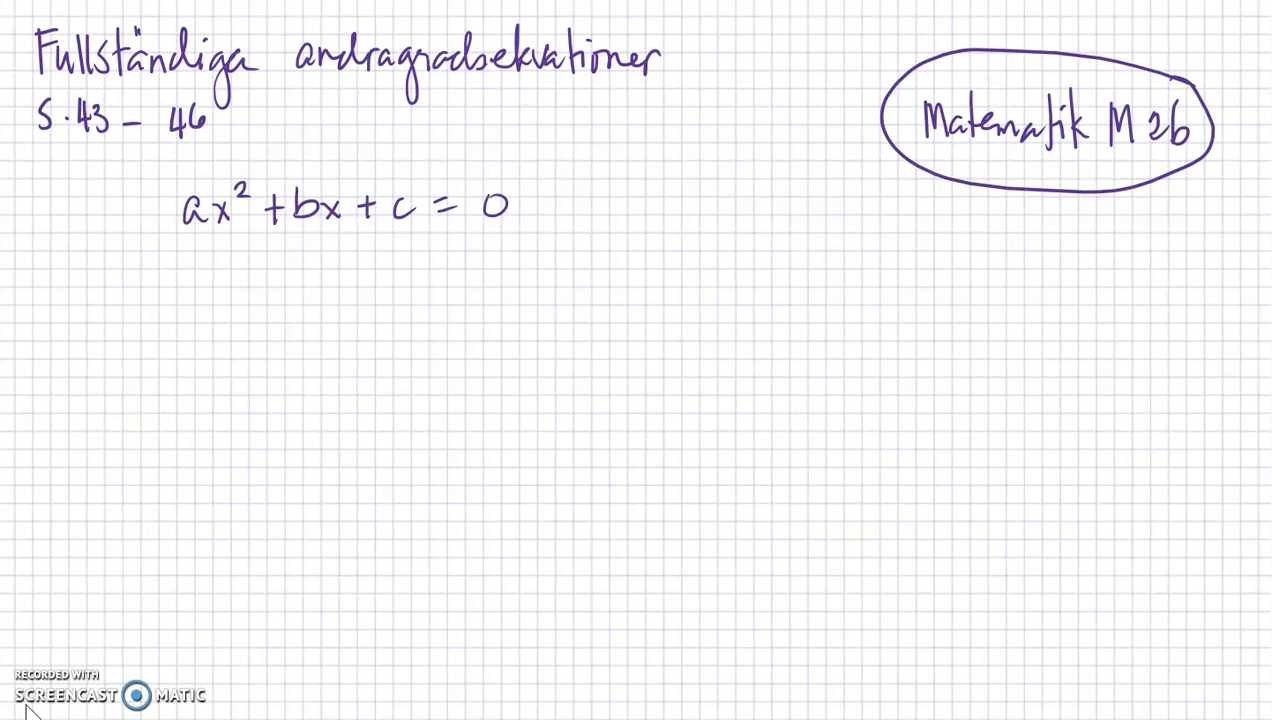 Fullständiga andragradsekvationer
S. 43 - 46
Matematik M 2b
ax² + bx + c = 0
RECORDED WITH
SCREENCAST MATIC